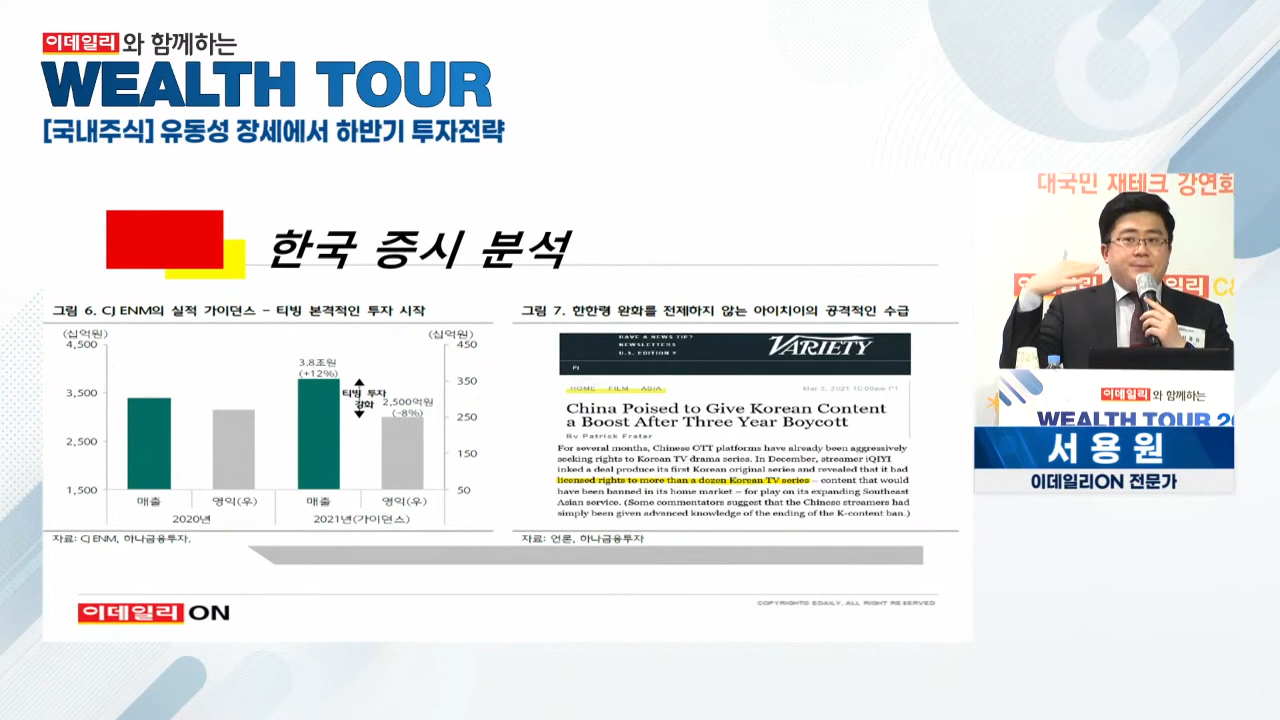 이데일리와 함께하는
WEALTH TOUR
[국내주식] 유동성 장세에서 하반기 투자전략
한국 증시 분석
그림 6. CJ ENM의 실적 가이던스 - 티빙 본격적인 투자 시작
(십억원)
(십억원)
4,500
3,500
2,500
1,500
450
350
250
150
50
3.8조원
(+12%)
티빙 투자
강화
2,500억원
(-8%)
매출
영익(우)
매출
영익(우)
2020년
2021년(가이던스)
자료: CJ ENM, 하나금융투자.
그림 7. 한한령 완화를 전제하지 않는 아이치이의 공격적인 수급
HAVE A NEWS TIP?
NEWSLETTERS
U.S. EDITION
VARIETY
HOME FILM ASIA
Mar 3, 2021 10:00am PT
China Poised to Give Korean Content
a Boost After Three Year Boycott
By Patrick Frater
For several months, Chinese OTT platforms have already been aggressively
seeking rights to Korean TV drama series. In December, streamer iQIYI
inked a deal produce its first Korean original series and revealed that it had
licensed rights to more than a dozen Korean TV series – content that would
have been banned in its home market – for play on its expanding Southeast
Asian service. (Some commentators suggest that the Chinese streamers had
simply been given advanced knowledge of the ending of the K-content ban.)
자료: 언론, 하나금융투자
이데일리 ON
COPYRIGHT© EDAILY. ALL RIGHT RESERVED
대국민 재테크 강연회
이데일리와 함께하는
WEALTH TOUR 20
서용원
이데일리ON 전문가